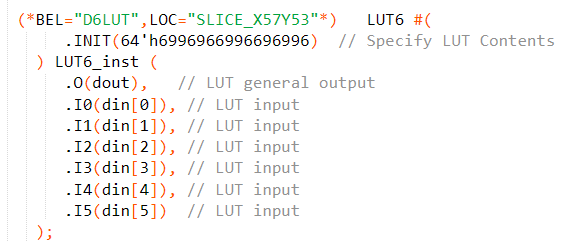 (*BEL="D6LUT",LOC="SLICE_X57Y53"*) LUT6 #(
.INIT(64'h6996966996696996) // Specify LUT Contents
) LUT6_inst (
.O(dout), // LUT general output
.I0(din[0]), // LUT input
.I1(din[1]), // LUT input
.I2(din[2]), // LUT input
.I3(din[3]), // LUT input
.I4(din[4]), // LUT input
.I5(din[5]) // LUT input
);